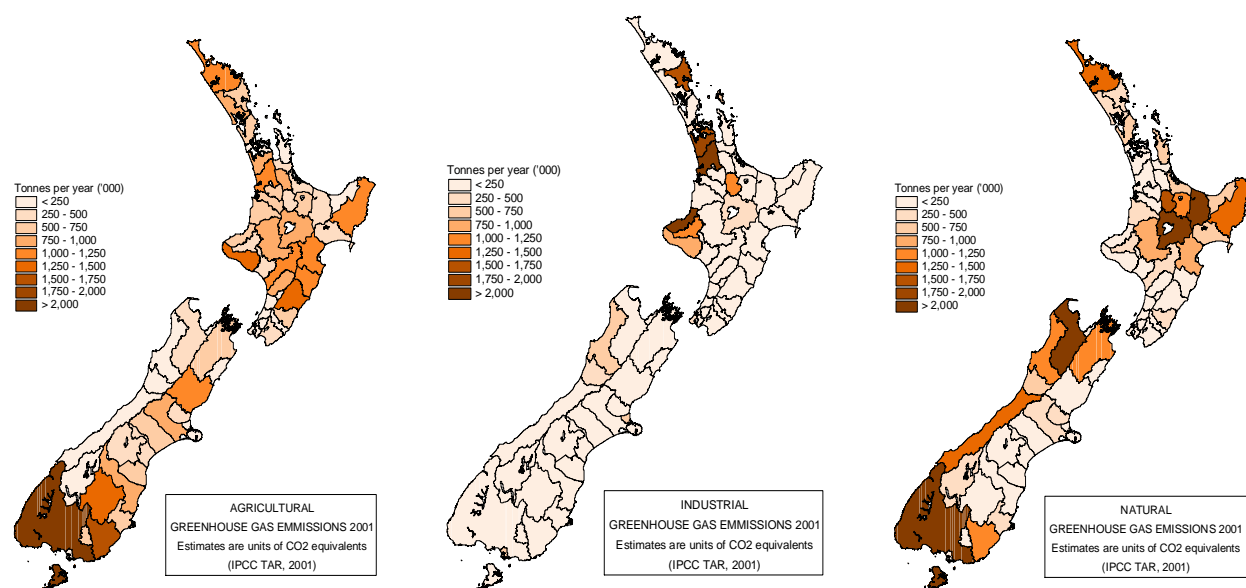 Tonnes per year ('000)
< 250
250 - 500
500 - 750
750 - 1,000
1,000 - 1,250
1,250 - 1,500
1,500 - 1,750
1,750 - 2,000
> 2,000
AGRICULTURAL
GREENHOUSE GAS EMMISSIONS 2001
Estimates are units of CO2 equivalents
(IPCC TAR, 2001)
Tonnes per year ('000)
< 250
250 - 500
500 - 750
750 - 1,000
1,000 - 1,250
1,250 - 1,500
1,500 - 1,750
1,750 - 2,000
> 2,000
INDUSTRIAL
GREENHOUSE GAS EMMISSIONS 2001
Estimates are units of CO2 equivalents
(IPCC TAR, 2001)
Tonnes per year ('000)
< 250
250 - 500
500 - 750
750 - 1,000
1,000 - 1,250
1,250 - 1,500
1,500 - 1,750
1,750 - 2,000
> 2,000
NATURAL
GREENHOUSE GAS EMISSIONS 2001
Estimates are units of CO2 equivalents
(IPCC TAR, 2001)